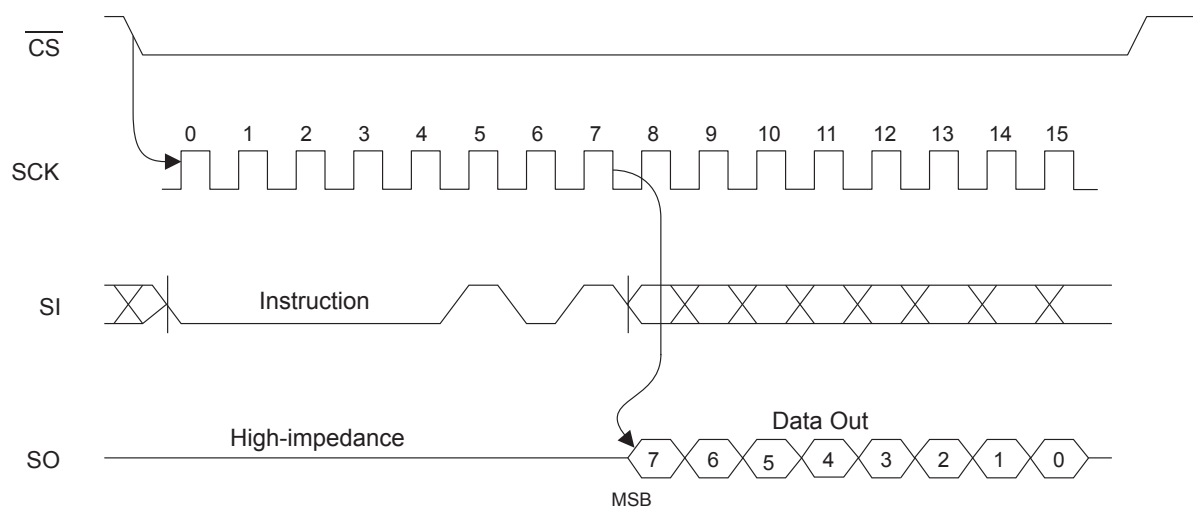 C̅S̅
0 1 2 3 4 5 6 7 8 9 10 11 12 13 14 15
SCK
SI
Instruction
High-impedance
Data Out
SO
7 6 5 4 3 2 1 0
MSB